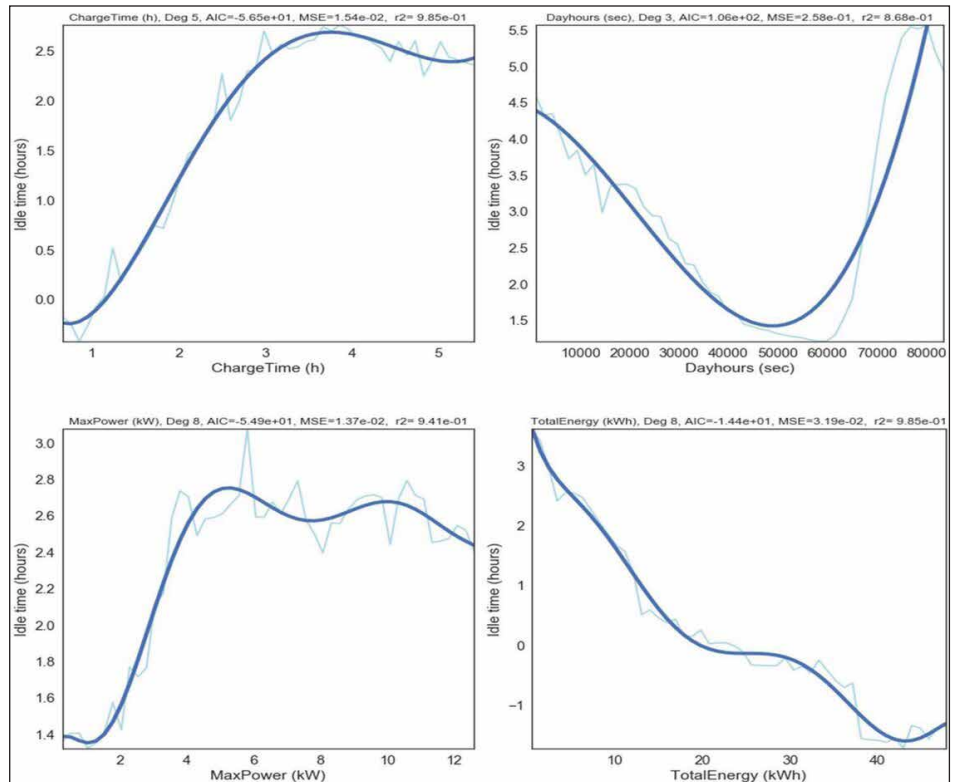 ChargeTime (h), Deg 5, AIC=-5.65e+01, MSE=1.54e-02, r2= 9.85e-01
2.5
2.0
1.5
1.0
0.5
0.0
Idle time (hours)
1 2 3 4 5
ChargeTime (h)
Dayhours (sec), Deg 3, AIC=1.06e+02, MSE=2.58e-01, r2= 8.68e-01
5.5
5.0
4.5
4.0
3.5
3.0
2.5
2.0
1.5
Idle time (hours)
10000 20000 30000 40000 50000 60000 70000 80000
Dayhours (sec)
MaxPower (kW), Deg 8, AIC=-5.49e+01, MSE=1.37e-02, r2= 9.41e-01
3.0
2.8
2.6
2.4
2.2
2.0
1.8
1.6
1.4
Idle time (hours)
2 4 6 8 10 12
MaxPower (kW)
TotalEnergy (kWh), Deg 8, AIC=-1.44e+01, MSE=3.19e-02, r2= 9.85e-01
3
2
1
0
−1
Idle time (hours)
10 20 30 40
TotalEnergy (kWh)